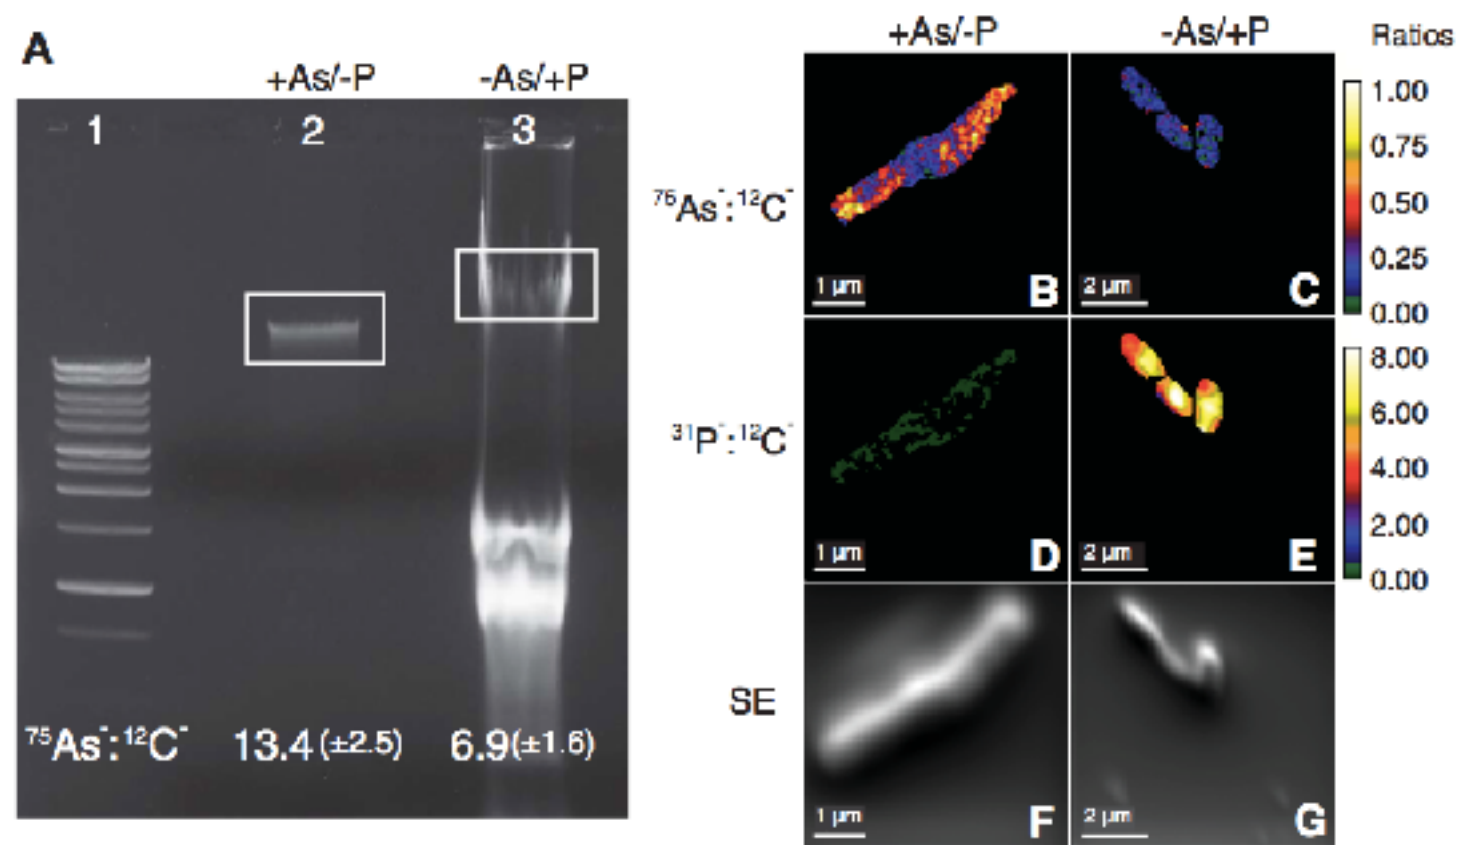 A
+As/-P
-As/+P
1
2
3
⁷⁵As⁻:¹²C⁻
13.4 (±2.5)
6.9(±1.6)
+As/-P
-As/+P
Ratios
⁷⁵As⁻:¹²C⁻
1 µm
B
2 µm
C
1.00
0.75
0.50
0.25
0.00
³¹P⁻:¹²C⁻
1 µm
D
2 µm
E
8.00
6.00
4.00
2.00
0.00
SE
1 µm
F
2 µm
G